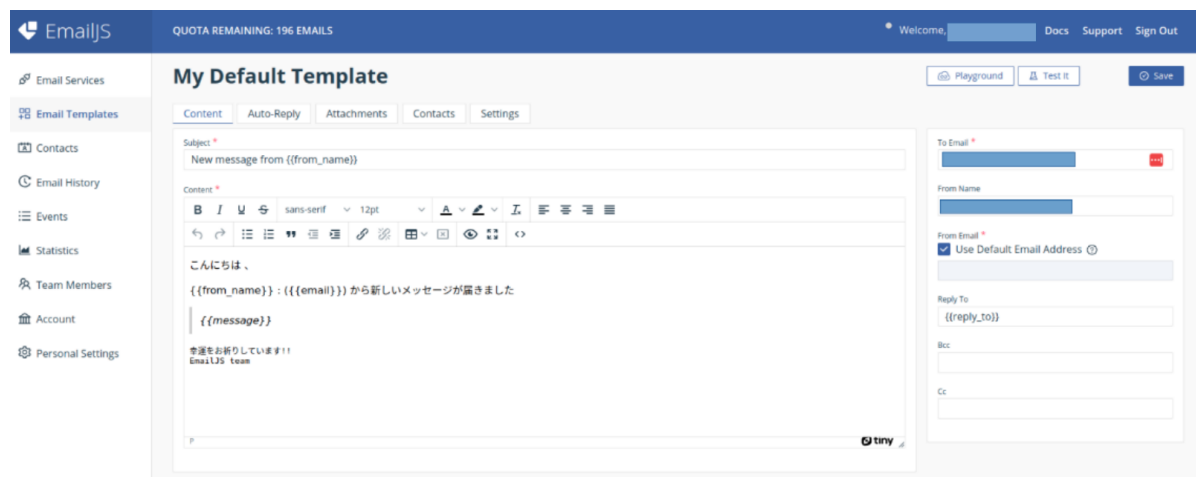 EmailJS
QUOTA REMAINING: 196 EMAILS
Welcome,
Docs
Support
Sign Out
Email Services
Email Templates
Contacts
Email History
Events
Statistics
Team Members
Account
Personal Settings
My Default Template
Playground
Test It
Save
Content
Auto-Reply
Attachments
Contacts
Settings
Subject *
New message from {{from_name}}
Content *
B I U S sans-serif 12pt A
こんにちは 、
{{from_name}} : ({{email}}) から新しいメッセージが届きました
{{message}}
幸運をお祈りしています!!
EmailJS team
P
tiny
To Email *
From Name
From Email *
Use Default Email Address
Reply To
{{reply_to}}
Bcc
Cc